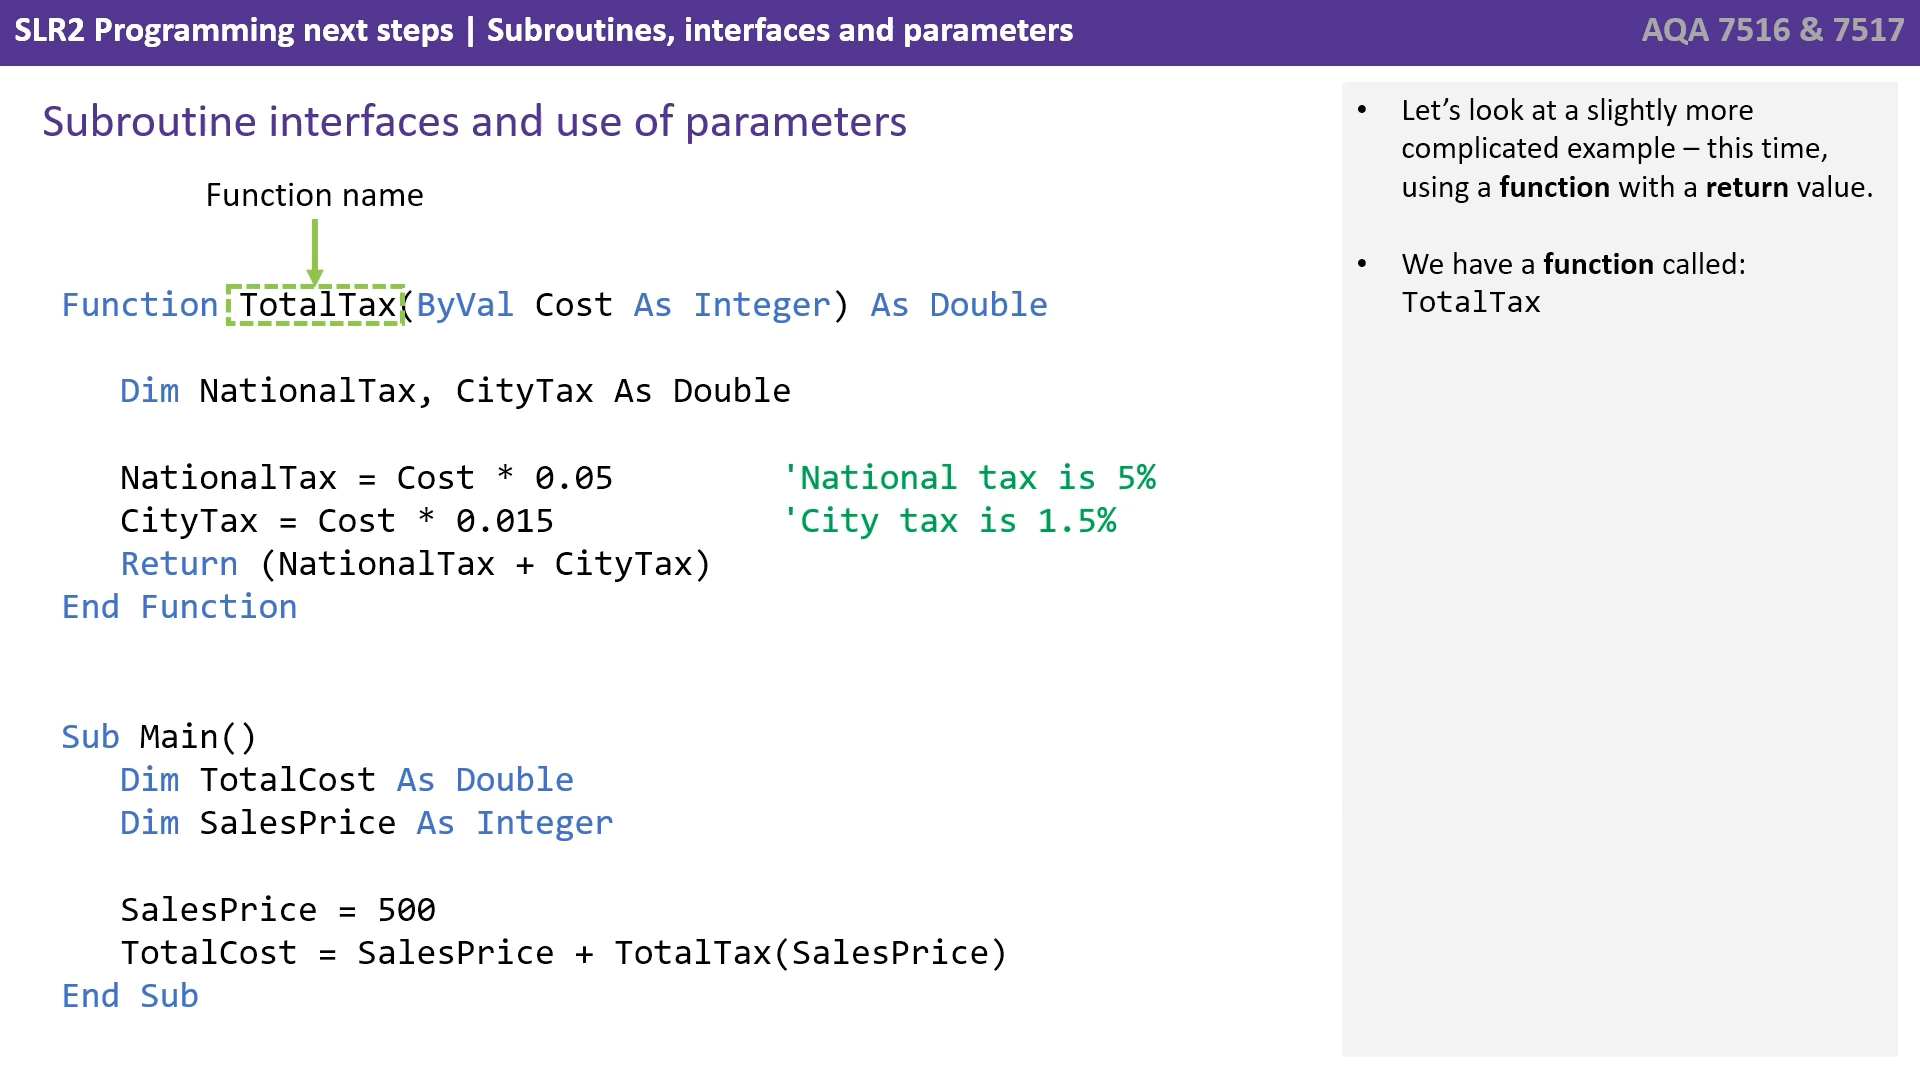 SLR2 Programming next steps | Subroutines, interfaces and parameters
AQA 7516 & 7517
Subroutine interfaces and use of parameters
Function name
Function TotalTax(ByVal Cost As Integer) As Double
Dim NationalTax, CityTax As Double
NationalTax = Cost * 0.05 'National tax is 5%
CityTax = Cost * 0.015 'City tax is 1.5%
Return (NationalTax + CityTax)
End Function
Sub Main()
Dim TotalCost As Double
Dim SalesPrice As Integer
SalesPrice = 500
TotalCost = SalesPrice + TotalTax(SalesPrice)
End Sub
• Let’s look at a slightly more
complicated example – this time,
using a function with a return value.
• We have a function called:
TotalTax